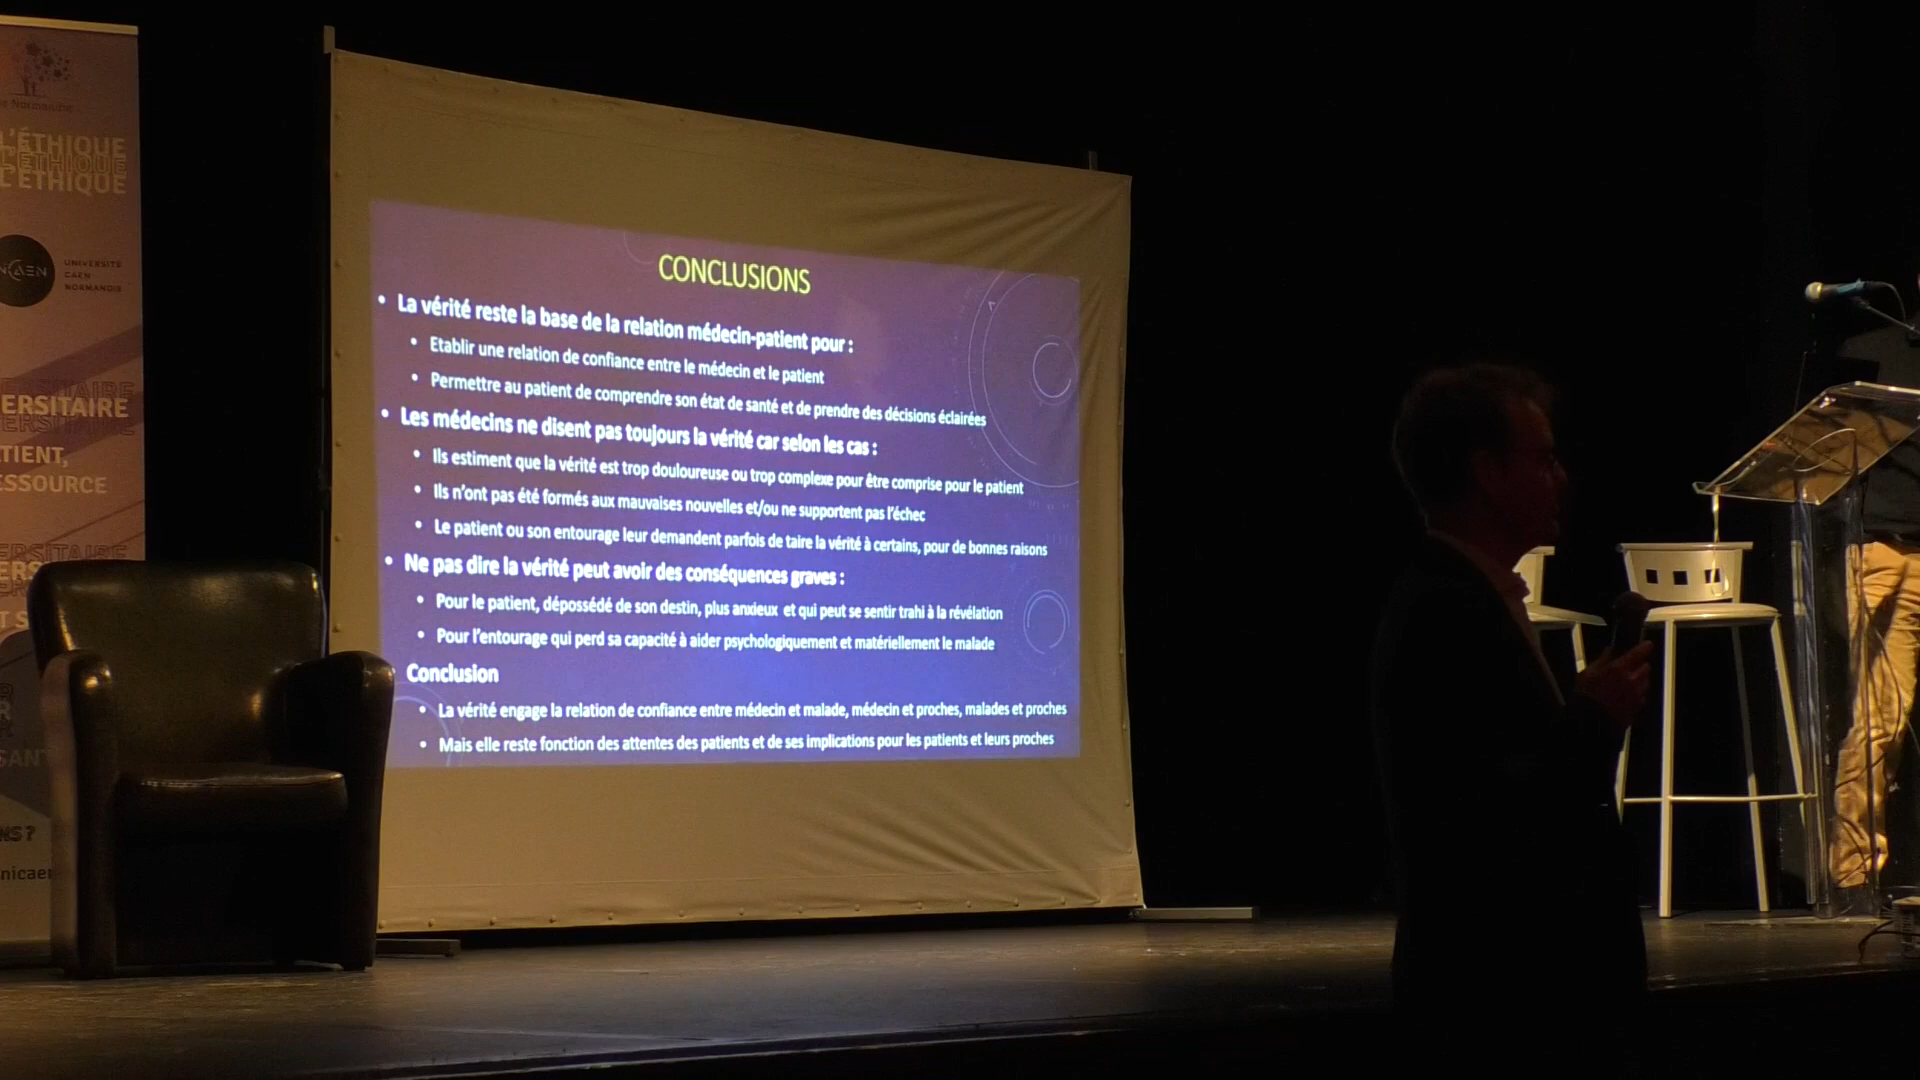 Normandie
L'ÉTHIQUE
L'ÉTHIQUE
L'ÉTHIQUE
UNIVERSITÉ
CAEN
NORMANDIE
ERSITAIRE
TIENT,
ESSOURCE
NS ?
nicaen
CONCLUSIONS
• La vérité reste la base de la relation médecin-patient pour :
• Etablir une relation de confiance entre le médecin et le patient
• Permettre au patient de comprendre son état de santé et de prendre des décisions éclairées
• Les médecins ne disent pas toujours la vérité car selon les cas :
• Ils estiment que la vérité est trop douloureuse ou trop complexe pour être comprise pour le patient
• Ils n'ont pas été formés aux mauvaises nouvelles et/ou ne supportent pas l'échec
• Le patient ou son entourage leur demandent parfois de taire la vérité à certains, pour de bonnes raisons
• Ne pas dire la vérité peut avoir des conséquences graves :
• Pour le patient, dépossédé de son destin, plus anxieux et qui peut se sentir trahi à la révélation
• Pour l'entourage qui perd sa capacité à aider psychologiquement et matériellement le malade
Conclusion
• La vérité engage la relation de confiance entre médecin et malade, médecin et proches, malades et proches
• Mais elle reste fonction des attentes des patients et de ses implications pour les patients et leurs proches